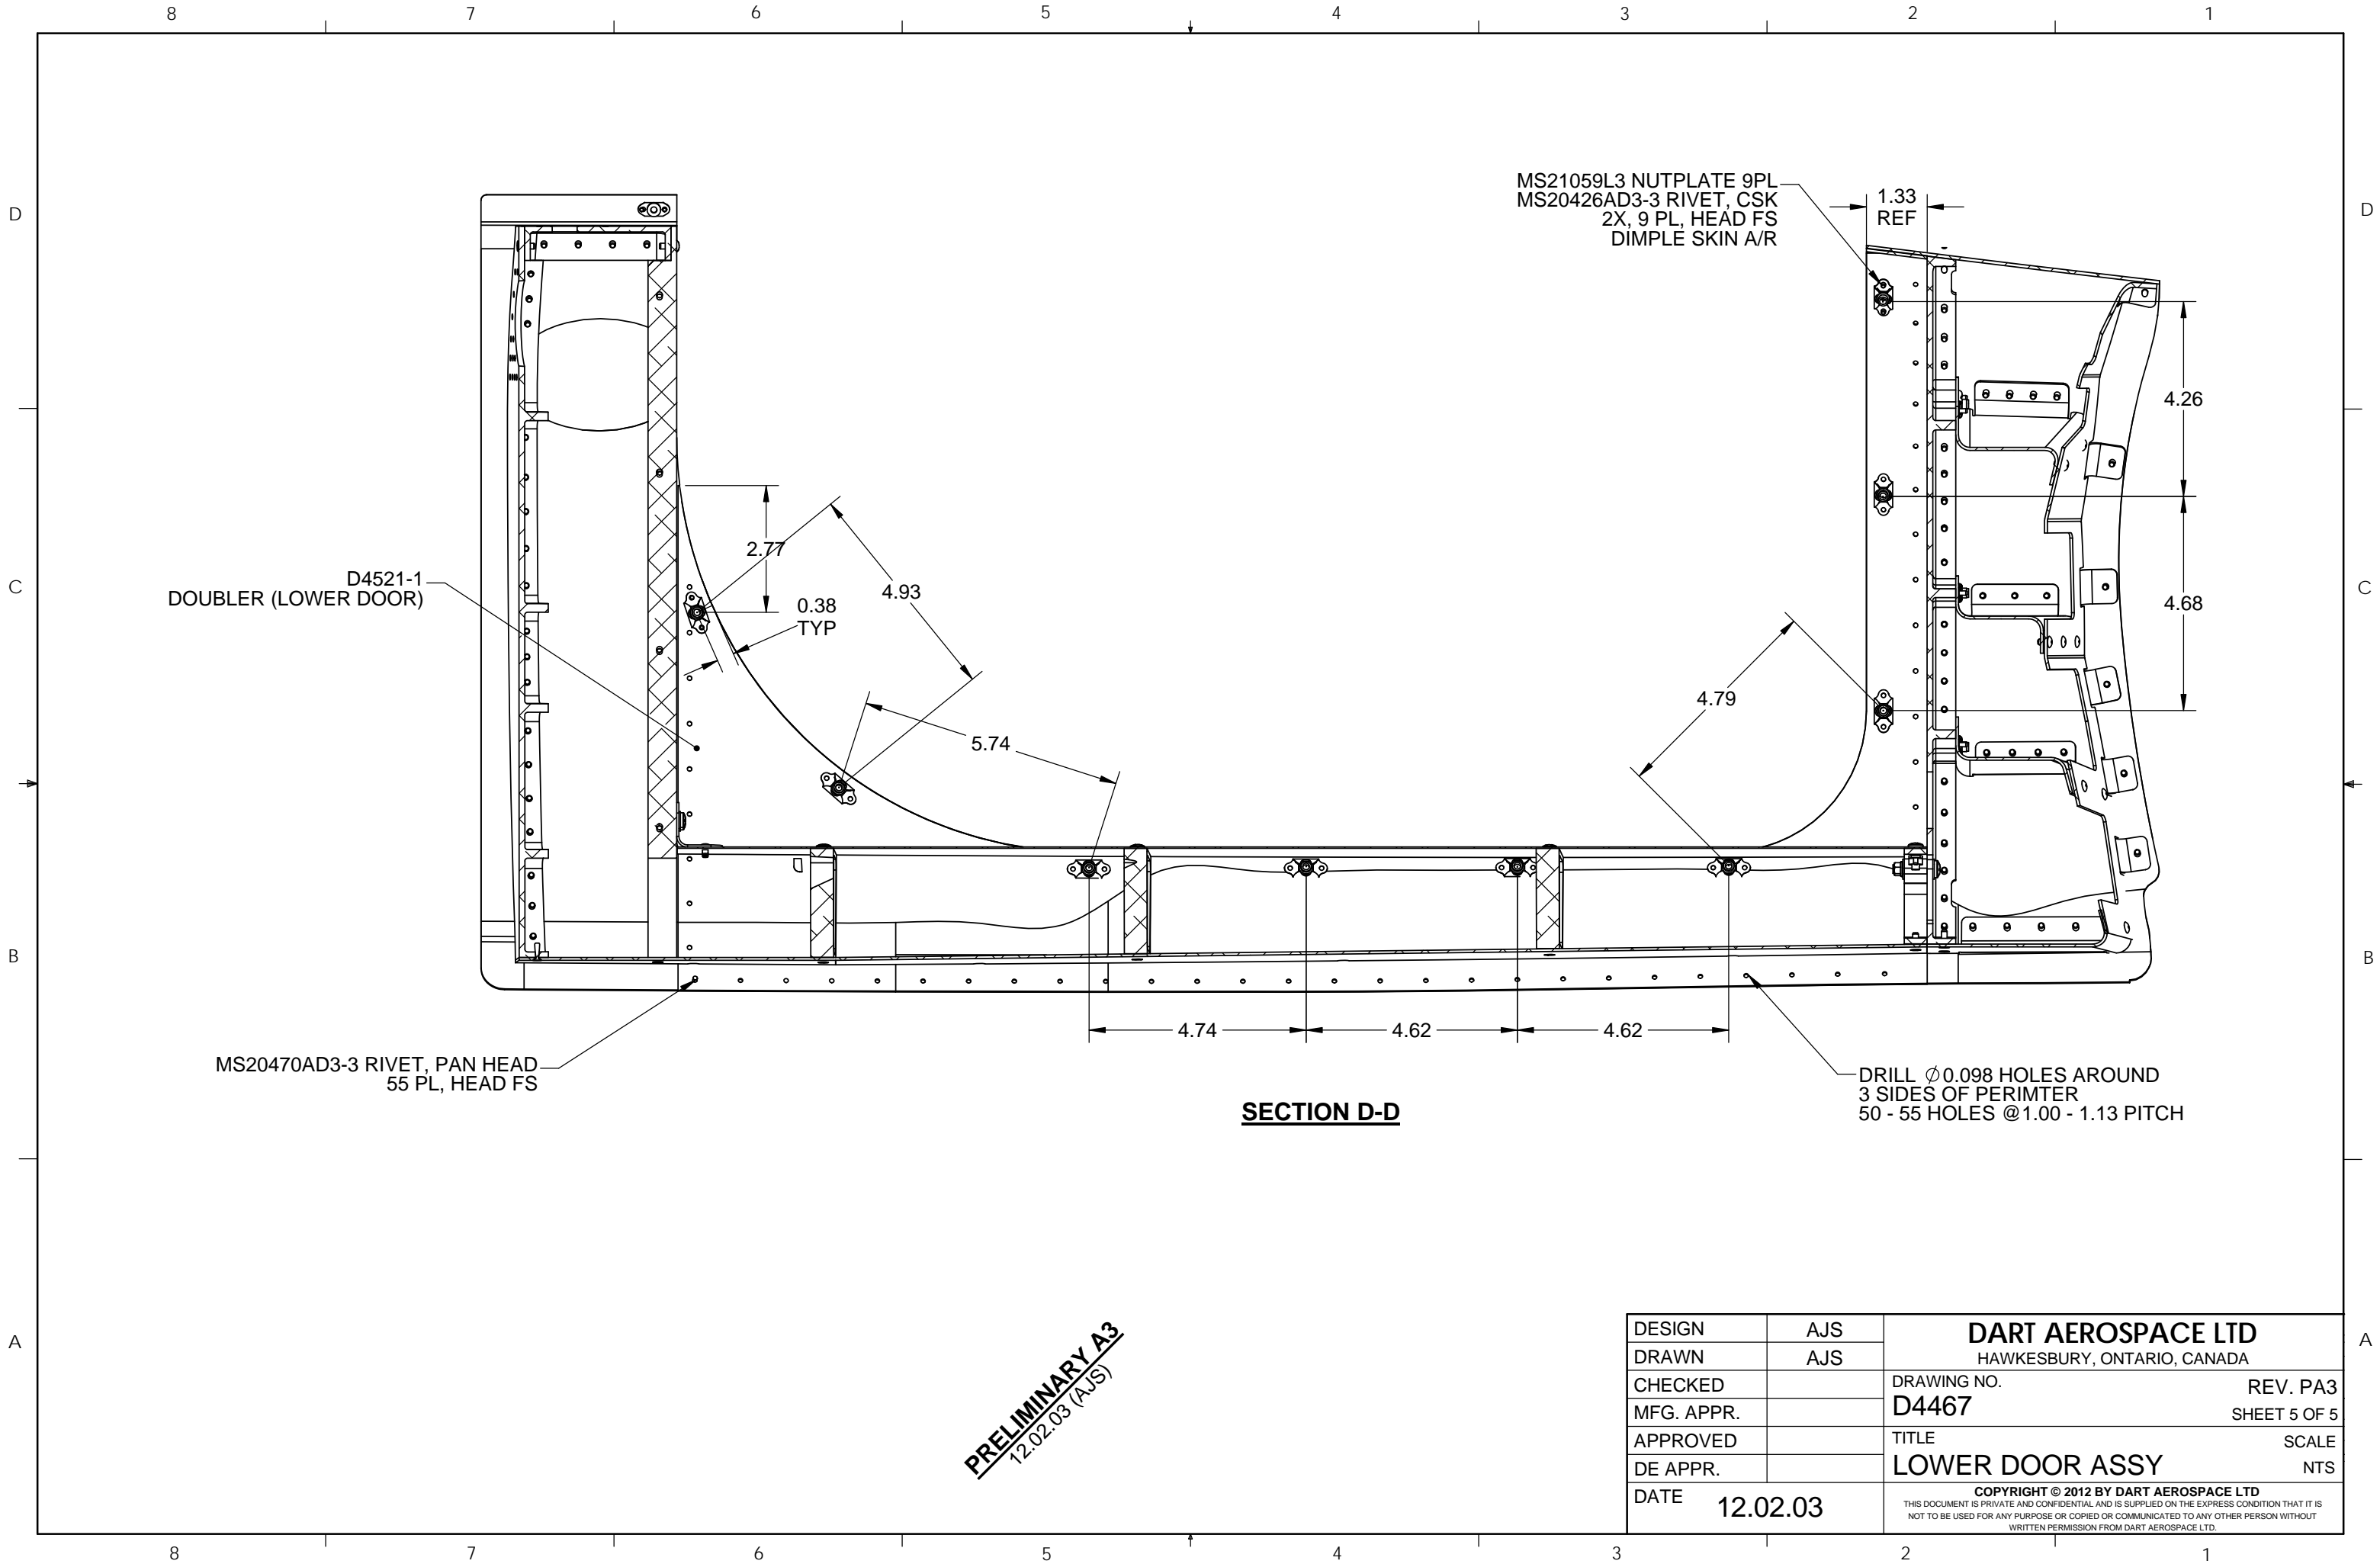 8 7 6 5 4 3 2 1
D D
MS21059L3 NUTPLATE 9PL
MS20426AD3-3 RIVET, CSK
2X, 9 PL, HEAD FS
DIMPLE SKIN A/R
1.33
REF
4.26
2.77
4.93
C C
D4521-1
DOUBLER (LOWER DOOR)
0.38
TYP
4.68
4.79
5.74
B B
4.74 4.62 4.62
MS20470AD3-3 RIVET, PAN HEAD
55 PL, HEAD FS
DRILL ∅0.098 HOLES AROUND
3 SIDES OF PERIMTER
50 - 55 HOLES @1.00 - 1.13 PITCH
SECTION D-D
A A
PRELIMINARY A3
12.02.03 (AJS)
DESIGN AJS
DRAWN AJS
CHECKED
MFG. APPR.
APPROVED
DE APPR.
DATE 12.02.03
DART AEROSPACE LTD
HAWKESBURY, ONTARIO, CANADA
DRAWING NO. REV. PA3
D4467 SHEET 5 OF 5
TITLE SCALE
LOWER DOOR ASSY NTS
COPYRIGHT © 2012 BY DART AEROSPACE LTD
THIS DOCUMENT IS PRIVATE AND CONFIDENTIAL AND IS SUPPLIED ON THE EXPRESS CONDITION THAT IT IS
NOT TO BE USED FOR ANY PURPOSE OR COPIED OR COMMUNICATED TO ANY OTHER PERSON WITHOUT
WRITTEN PERMISSION FROM DART AEROSPACE LTD.
8 7 6 5 4 3 2 1